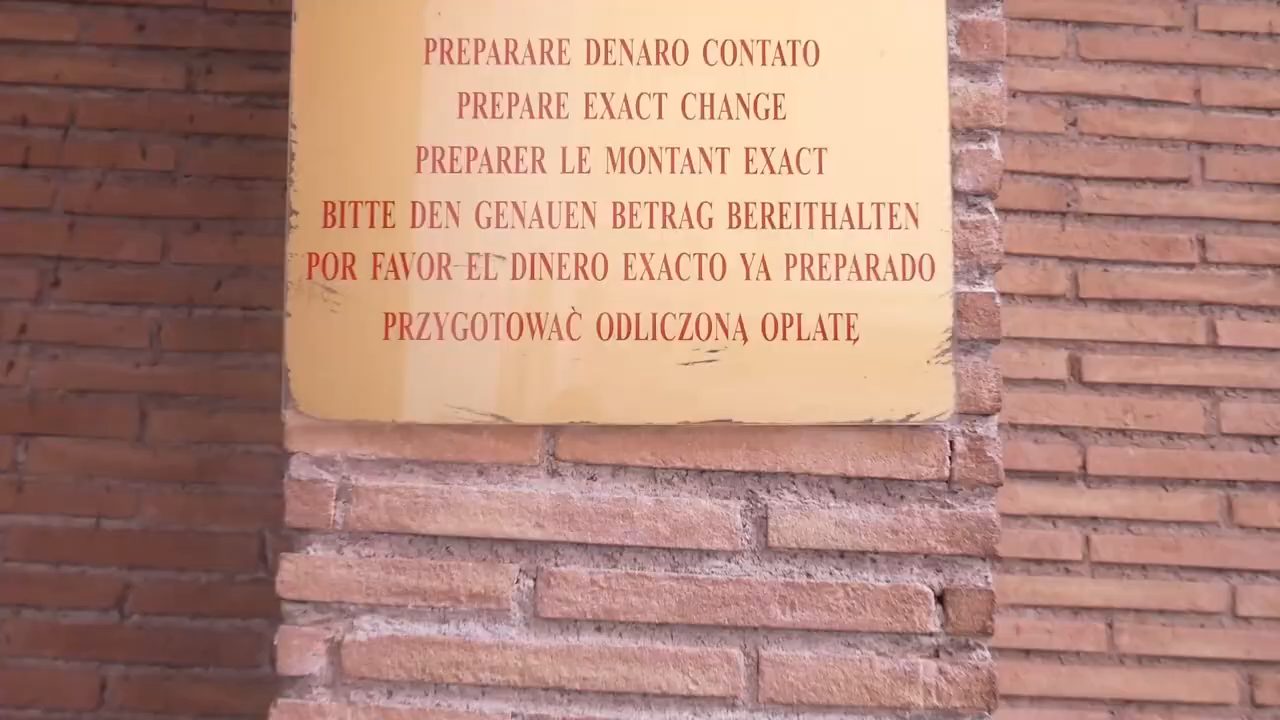 PREPARARE DENARO CONTATO
PREPARE EXACT CHANGE
PREPARER LE MONTANT EXACT
BITTE DEN GENAUEN BETRAG BEREITHALTEN
POR FAVOR EL DINERO EXACTO YA PREPARADO
PRZYGOTOWAC̀ ODLICZONĄ OPLATĘ